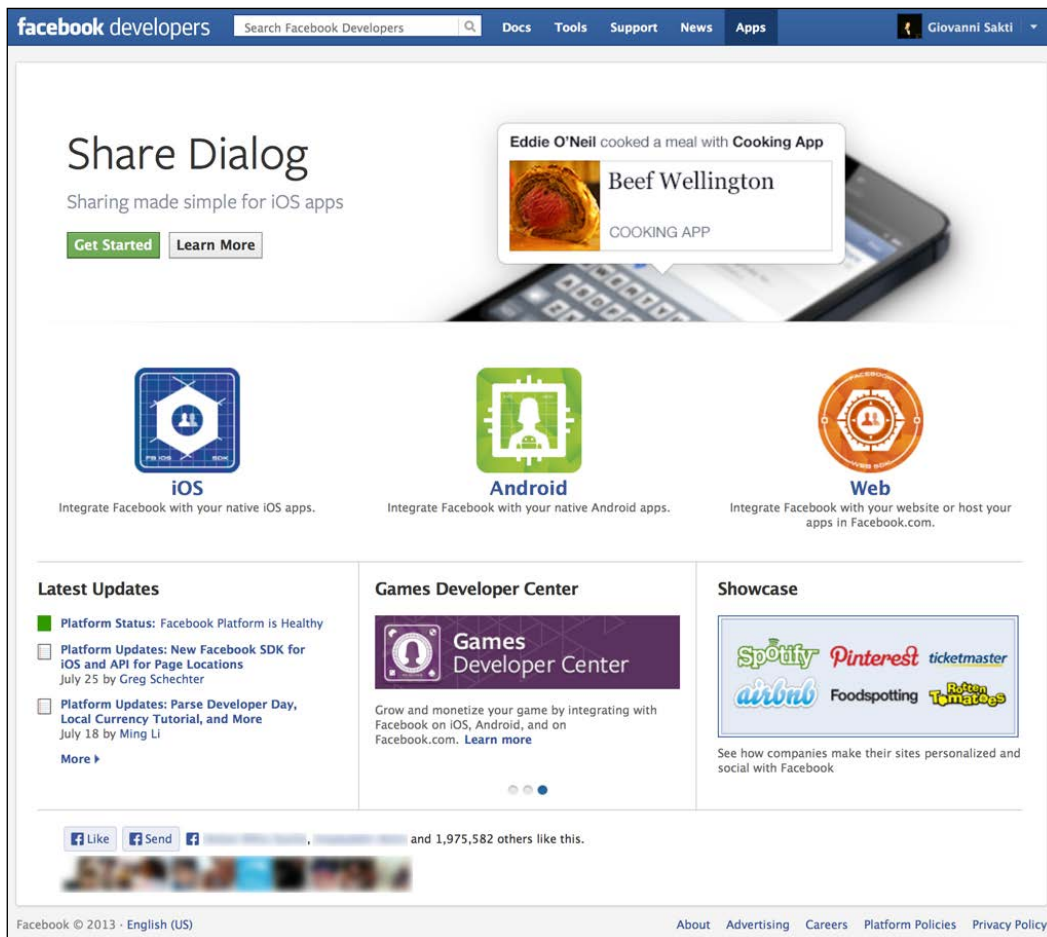 facebook developers
Search Facebook Developers
Docs Tools Support News Apps
Giovanni Sakti
Share Dialog
Sharing made simple for iOS apps
Get Started Learn More
Eddie O'Neil cooked a meal with Cooking App
Beef Wellington
COOKING APP
FB IOS SDK
iOS
Integrate Facebook with your native iOS apps.
Android
Integrate Facebook with your native Android apps.
FACEBOOK
WEB SDK
Web
Integrate Facebook with your website or host your
apps in Facebook.com.
Latest Updates
Platform Status: Facebook Platform is Healthy
Platform Updates: New Facebook SDK for
iOS and API for Page Locations
July 25 by Greg Schechter
Platform Updates: Parse Developer Day,
Local Currency Tutorial, and More
July 18 by Ming Li
More
Games Developer Center
Games
Developer Center
Grow and monetize your game by integrating with
Facebook on iOS, Android, and on
Facebook.com. Learn more
Showcase
Spotify Pinterest ticketmaster
airbnb Foodspotting Rotten
Tomatoes
See how companies make their sites personalized and
social with Facebook
Like Send , and 1,975,582 others like this.
Facebook © 2013 · English (US)
About Advertising Careers Platform Policies Privacy Policy